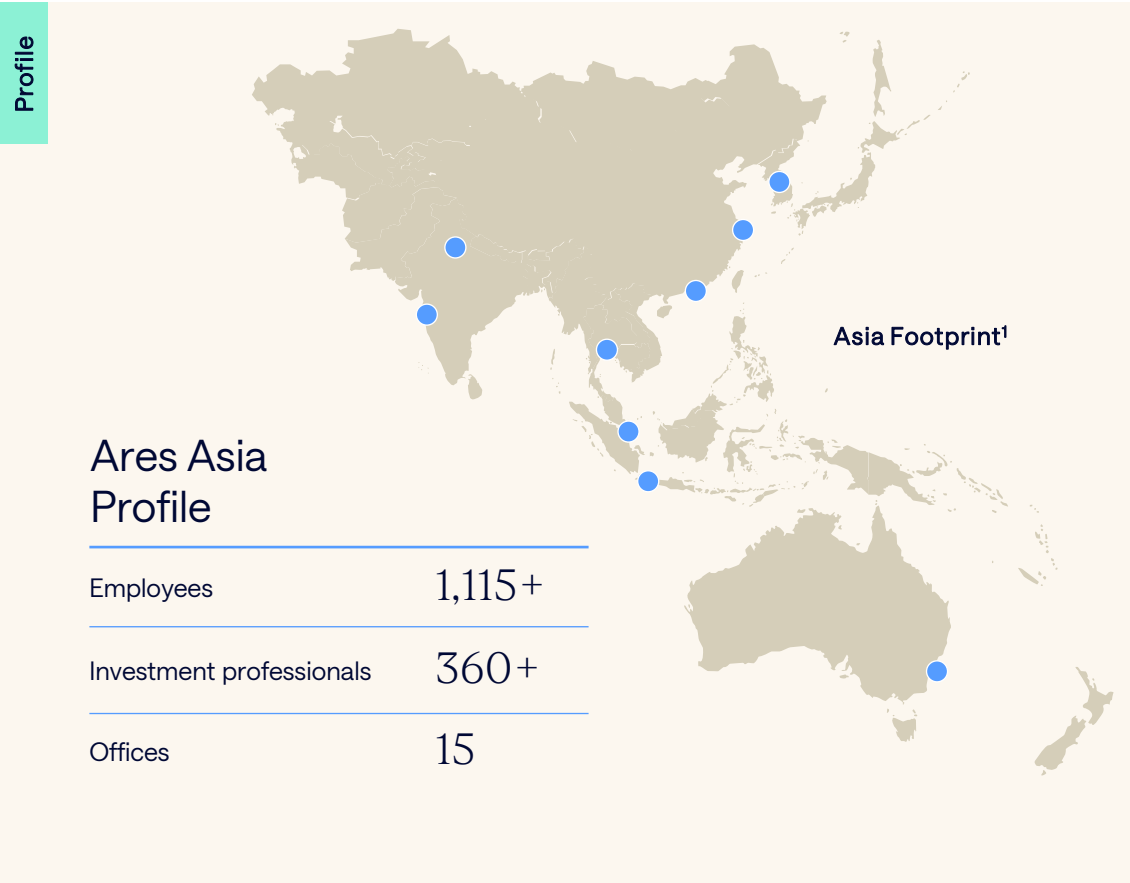 Profile
Asia Footprint¹
Ares Asia
Profile
Employees 1,115+
Investment professionals 360+
Offices 15